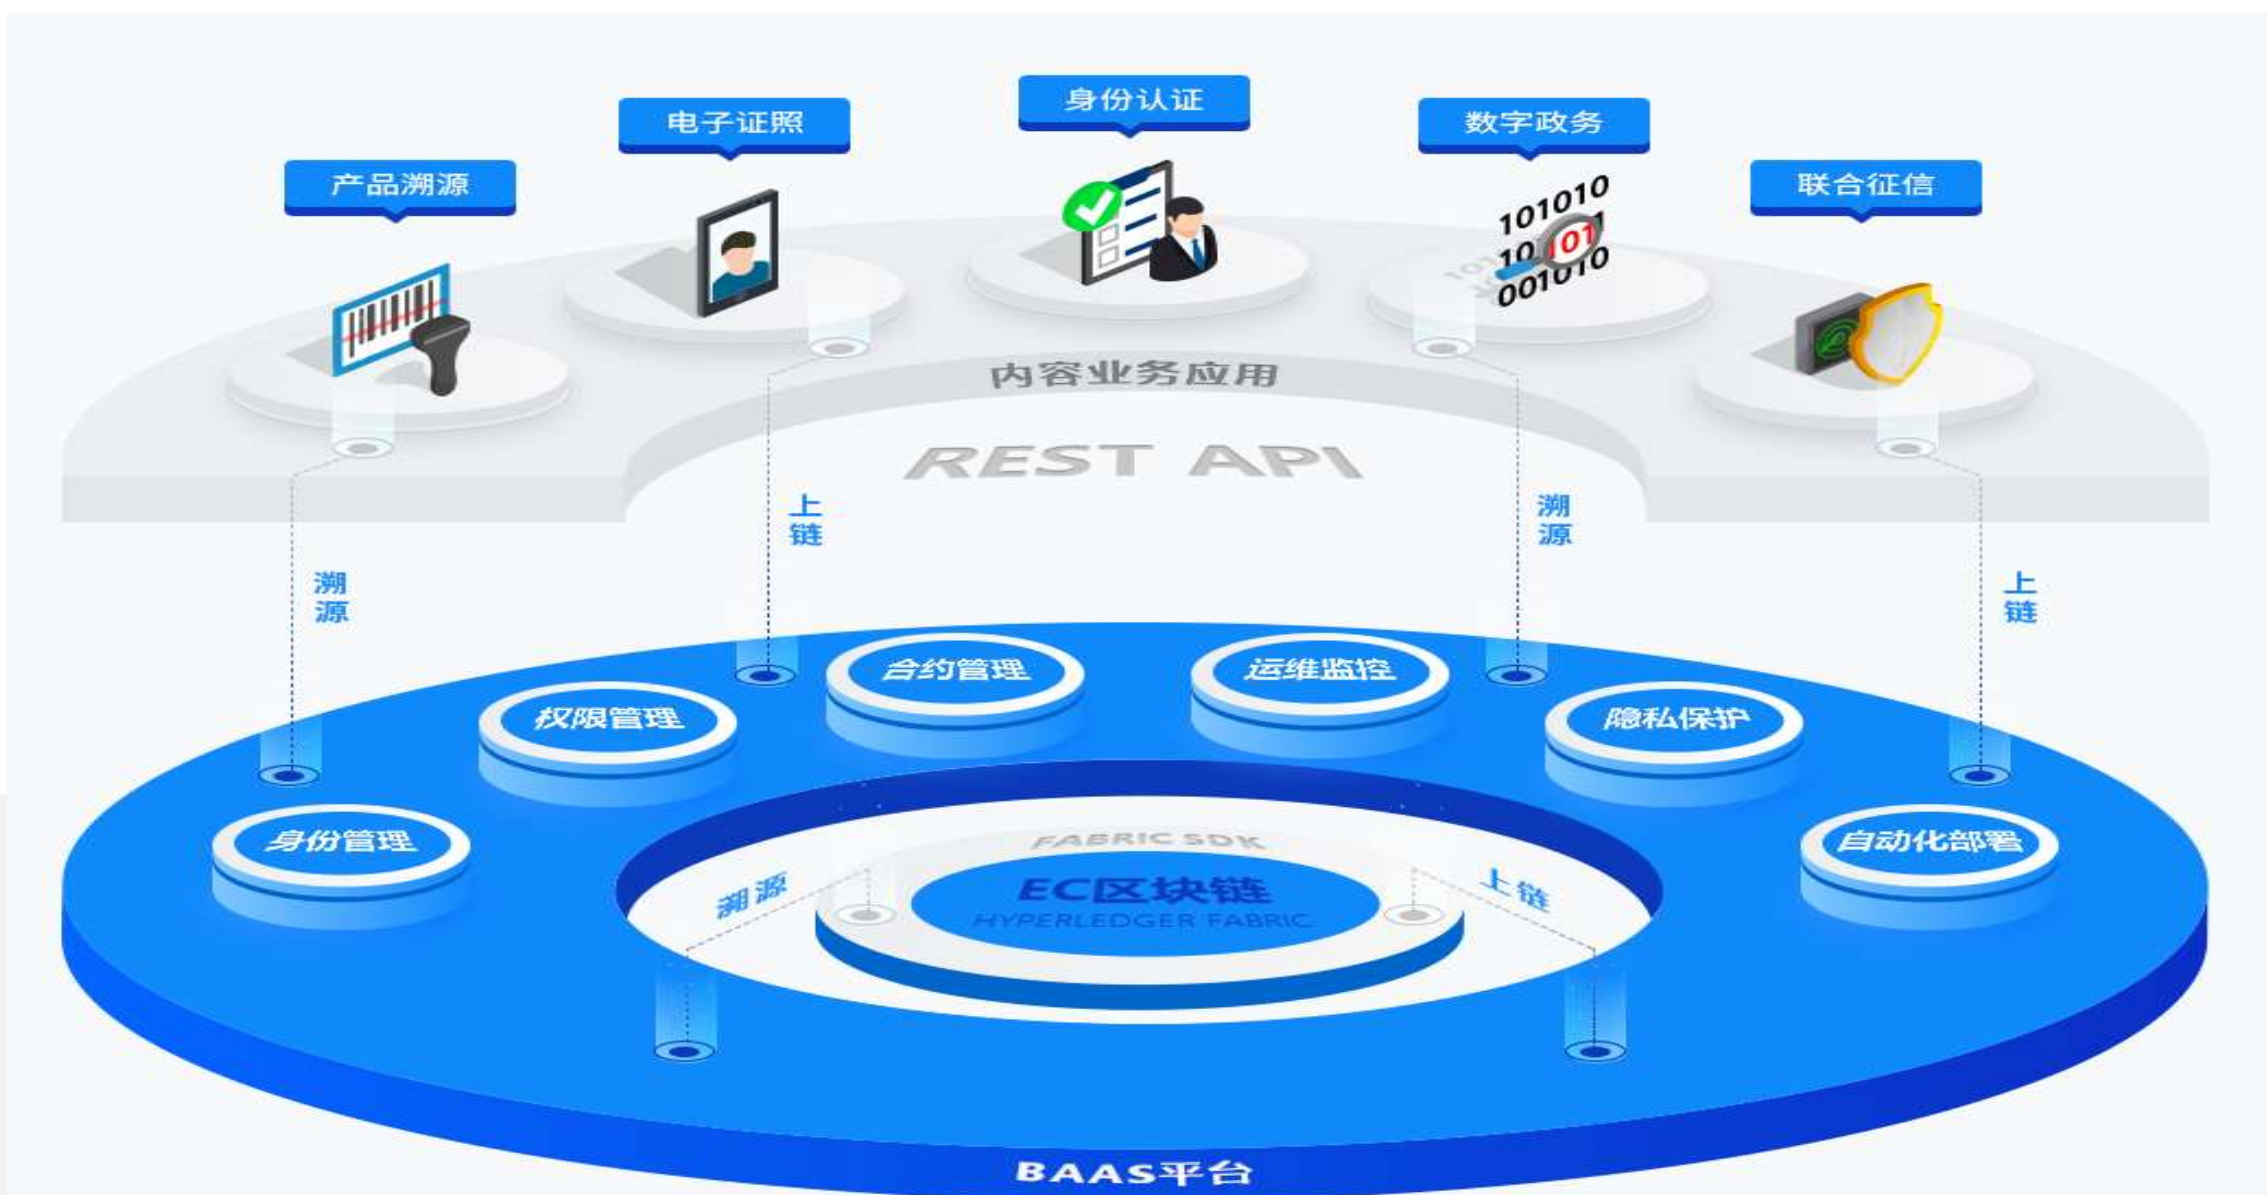 身份认证
电子证照
数字政务
产品溯源
联合征信
101010
10 101 1
001010
内容业务应用
REST API
上链
溯源
溯源
上链
合约管理
运维监控
权限管理
隐私保护
身份管理
自动化部署
FABRIC SDK
溯源
EC区块链
上链
HYPERLEDGER FABRIC
BAAS平台